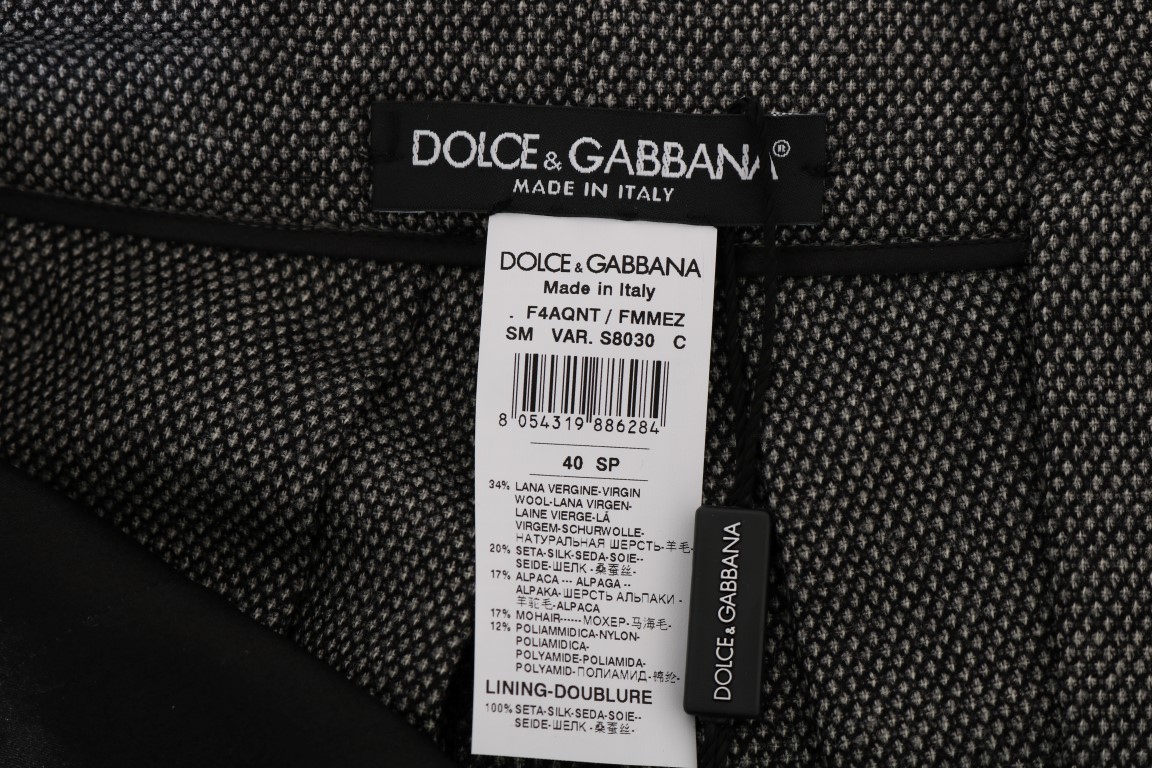 DOLCE & GABBANA®
MADE IN ITALY
DOLCE & GABBANA
Made in Italy
. F4AQNT / FMMEZ
SM VAR. S8030 C
8 054319 886284
40 SP
34% LANA VERGINE-VIRGIN
WOOL-LANA VIRGEN-
LAINE VIERGE-LÃ
VIRGEM-SCHURWOLLE-
НАТУРАЛЬНАЯ ШЕРСТЬ-羊毛-
20% SETA-SILK-SEDA-SOIE--
SEIDE-ШЕЛК -桑蚕丝-
17% ALPACA --- ALPAGA --
ALPAKA-ШЕРСТЬ АЛЬПАКИ -
羊驼毛-ALPACA
17% MOHAIR------МОХЕР-马海毛-
12% POLIAMMIDICA-NYLON-
POLIAMIDICA-
POLYAMIDE-POLIAMIDA-
POLYAMID-ПОЛИАМИД-锦纶-
LINING-DOUBLURE
100% SETA-SILK-SEDA-SOIE--
SEIDE-ШЕЛК -桑蚕丝-
DOLCE & GABBANA